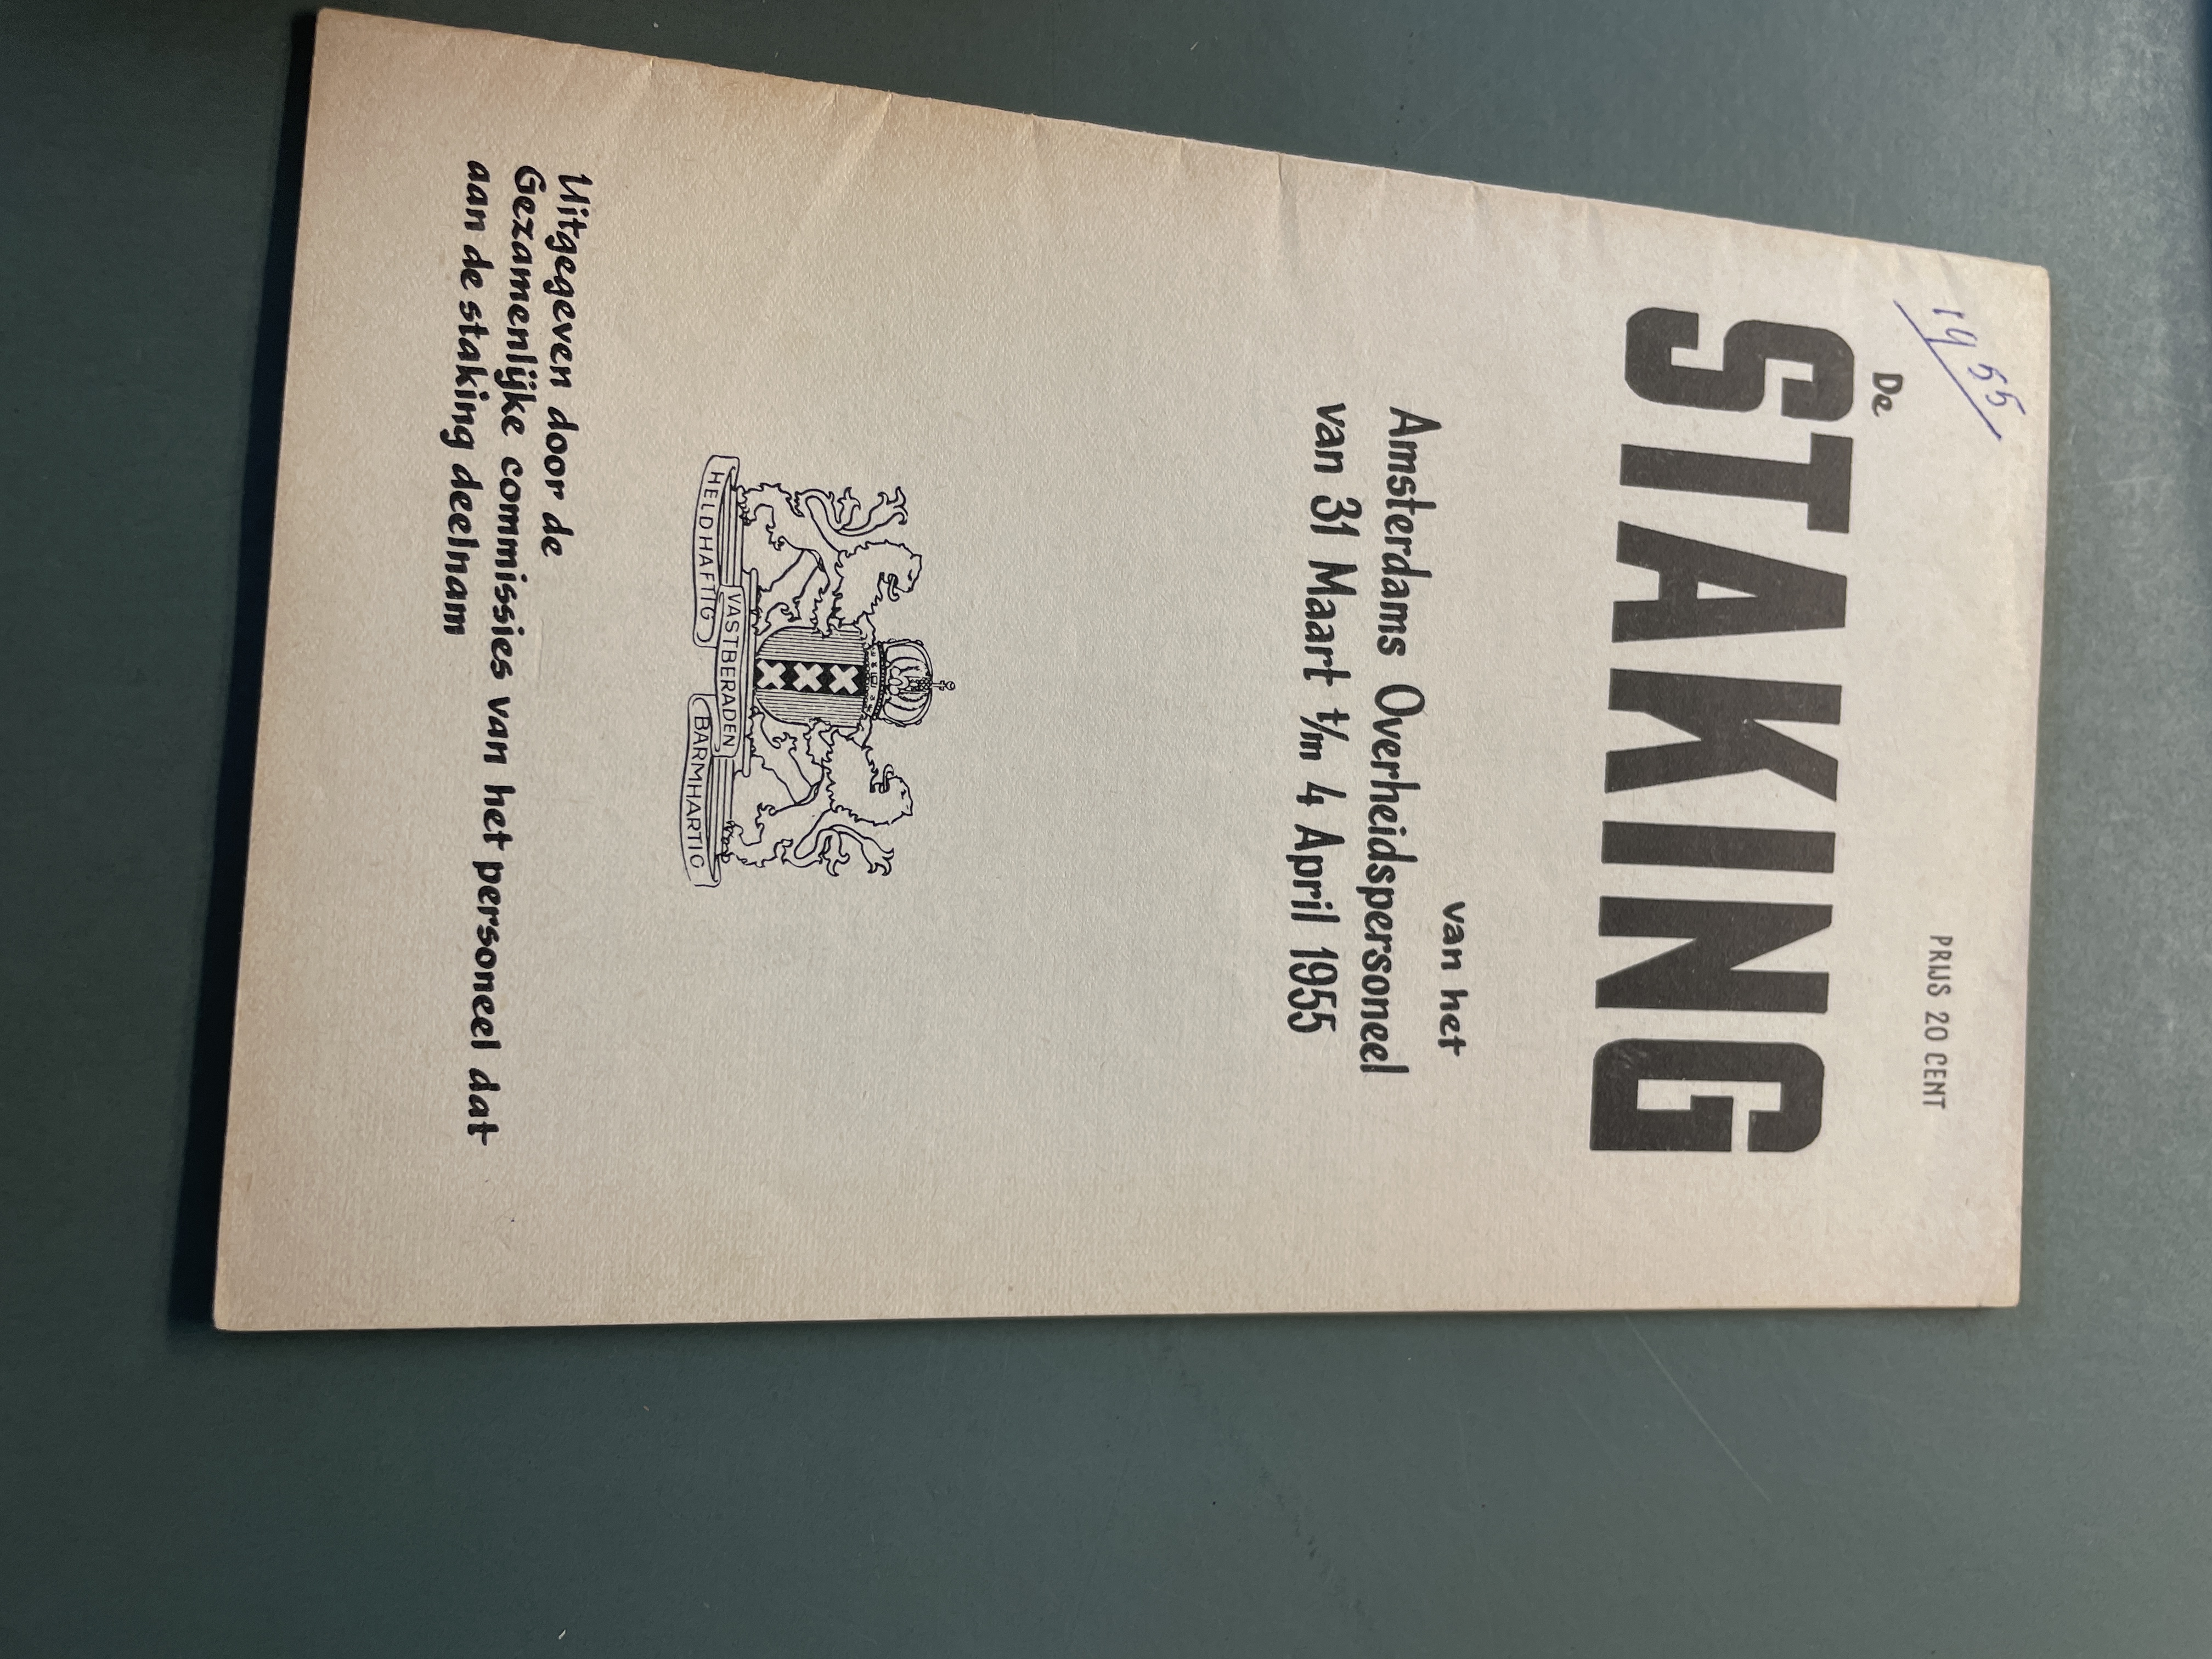 1955
PRIJS 20 CENT
De
STAKING
van het
Amsterdams Overheidspersoneel
van 31 Maart t/m 4 April 1955
HELDHAFTIG VASTBERADEN BARMHARTIG
Uitgegeven door de
Gezamenlijke commissies van het personeel dat
aan de staking deelnam